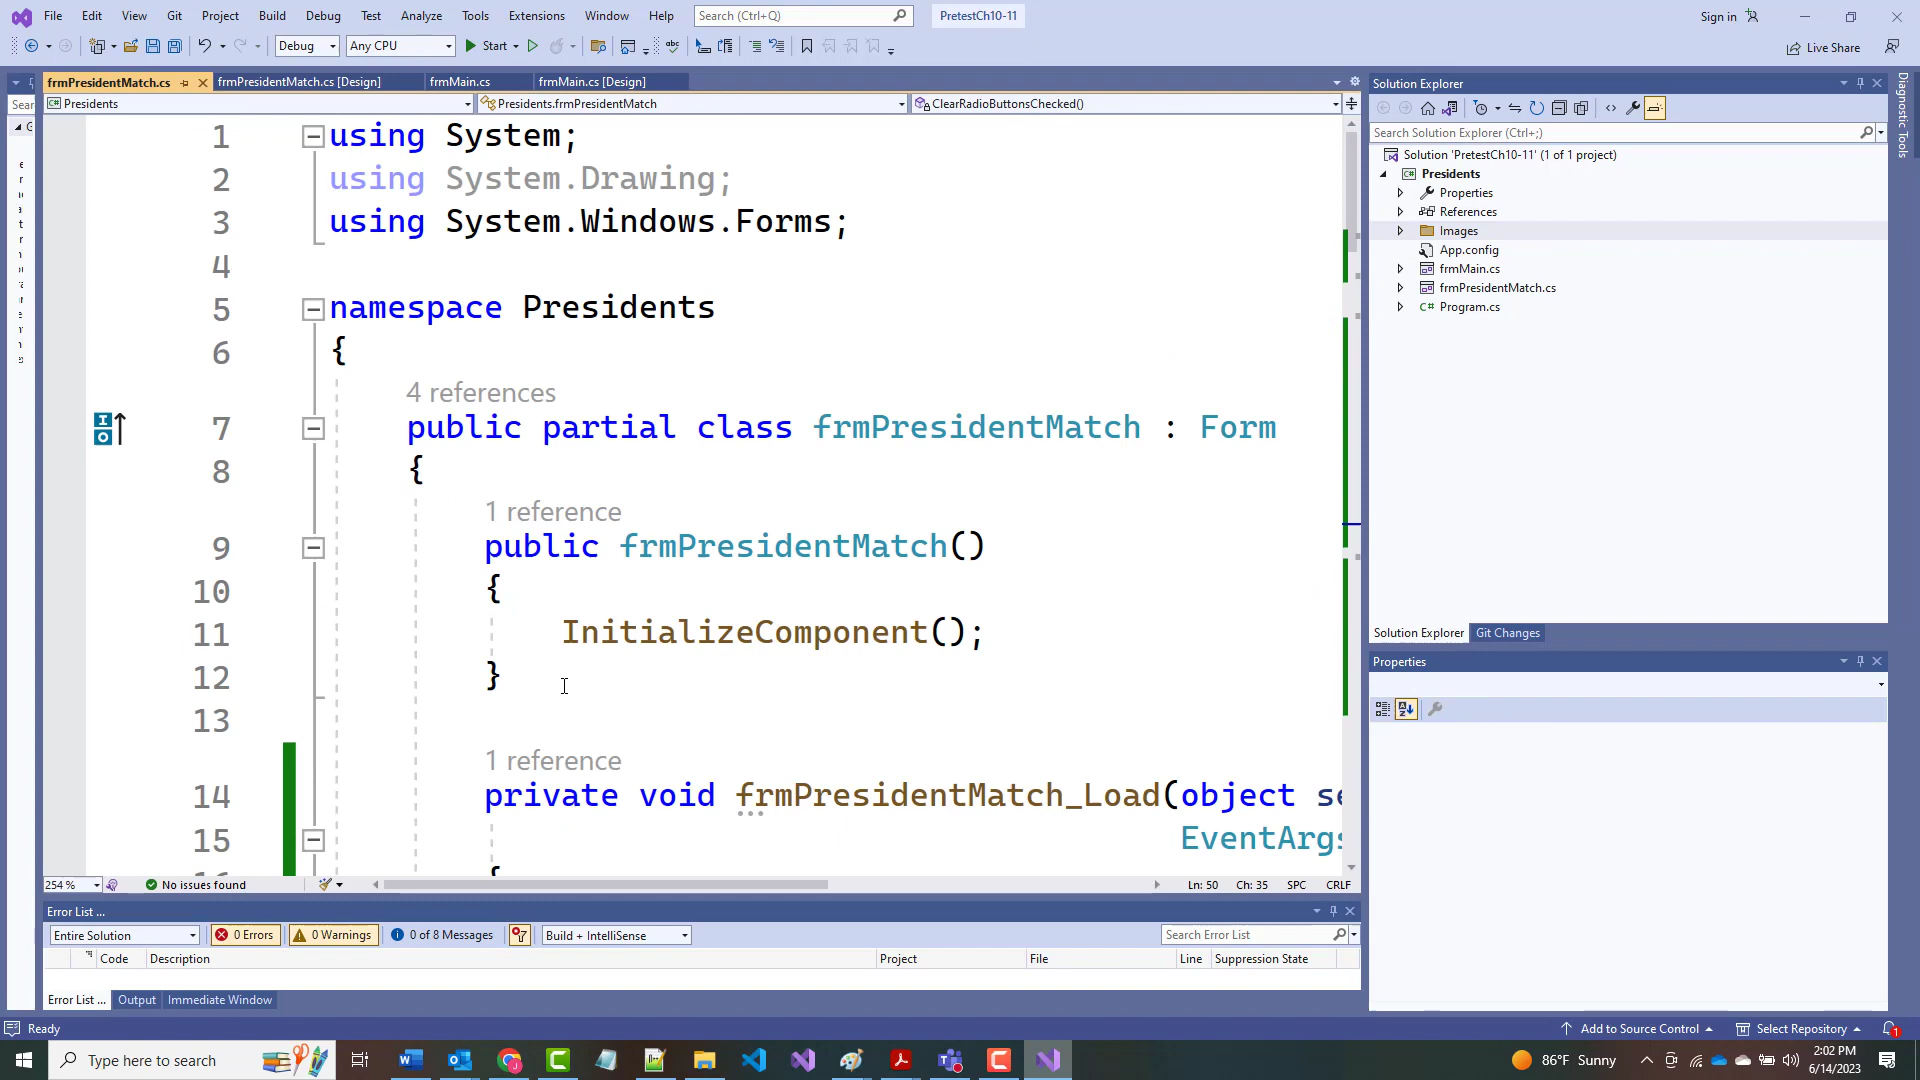 File Edit View Git Project Build Debug Test Analyze Tools Extensions Window Help Search (Ctrl+Q) PretestCh10-11 Sign in
Debug Any CPU Start Live Share
frmPresidentMatch.cs frmPresidentMatch.cs [Design] frmMain.cs frmMain.cs [Design]
Presidents Presidents.frmPresidentMatch ClearRadioButtonsChecked()
1 using System;
2 using System.Drawing;
3 using System.Windows.Forms;
4
5 namespace Presidents
6 {
4 references
7 public partial class frmPresidentMatch : Form
8 {
1 reference
9 public frmPresidentMatch()
10 {
11 InitializeComponent();
12 }
13
1 reference
14 private void frmPresidentMatch_Load(object se
15 EventArgs
{
254 % No issues found Ln: 50 Ch: 35 SPC CRLF
Error List ...
Entire Solution 0 Errors 0 Warnings 0 of 8 Messages Build + IntelliSense Search Error List
Code Description Project File Line Suppression State
Error List ... Output Immediate Window
Solution Explorer
Search Solution Explorer (Ctrl+;)
Solution 'PretestCh10-11' (1 of 1 project)
Presidents
Properties
References
Images
App.config
frmMain.cs
frmPresidentMatch.cs
Program.cs
Solution Explorer Git Changes
Properties
Diagnostic Tools
Ready Add to Source Control Select Repository 1
Type here to search 86°F Sunny 2:02 PM
6/14/2023